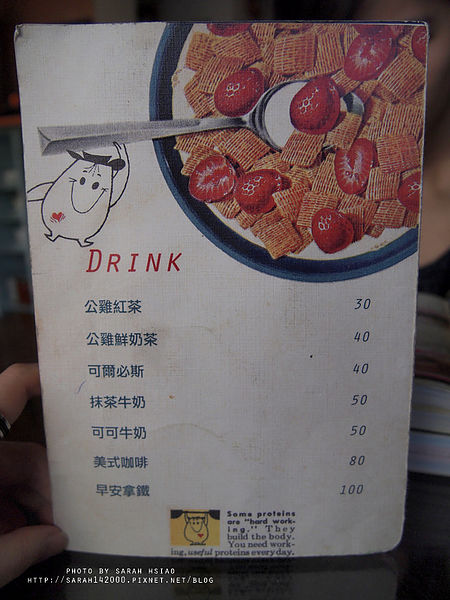 DRINK
公雞紅茶 30
公雞鮮奶茶 40
可爾必斯 40
抹茶牛奶 50
可可牛奶 50
美式咖啡 80
早安拿鐵 100
Some proteins
are "hard work-
ing." They
build the body.
You need work-
ing, useful proteins every day.
PHOTO BY SARAH HSIAO
HTTP://SARAH142000.PIXNET.NET/BLOG